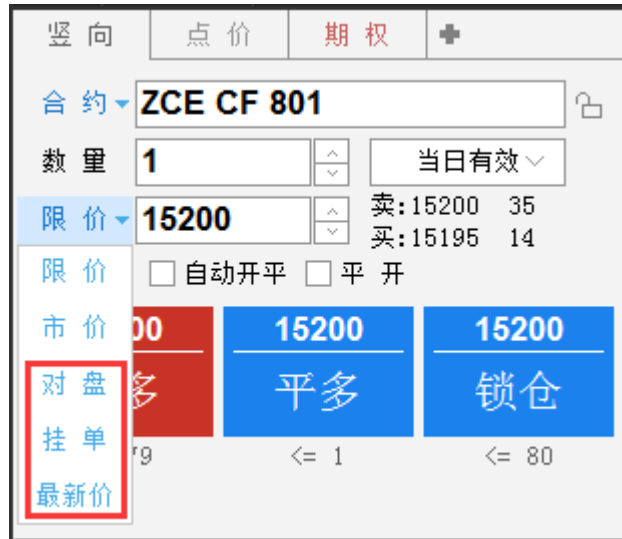 竖 向 点 价 期 权
合 约 ZCE CF 801
数 量 1 当日有效
限 价 15200 卖:15200 35
买:15195 14
限 价 自动开平 平 开
市 价 00 15200 15200
对 盘 多 平多 锁仓
挂 单 79 <= 1 <= 80
最新价